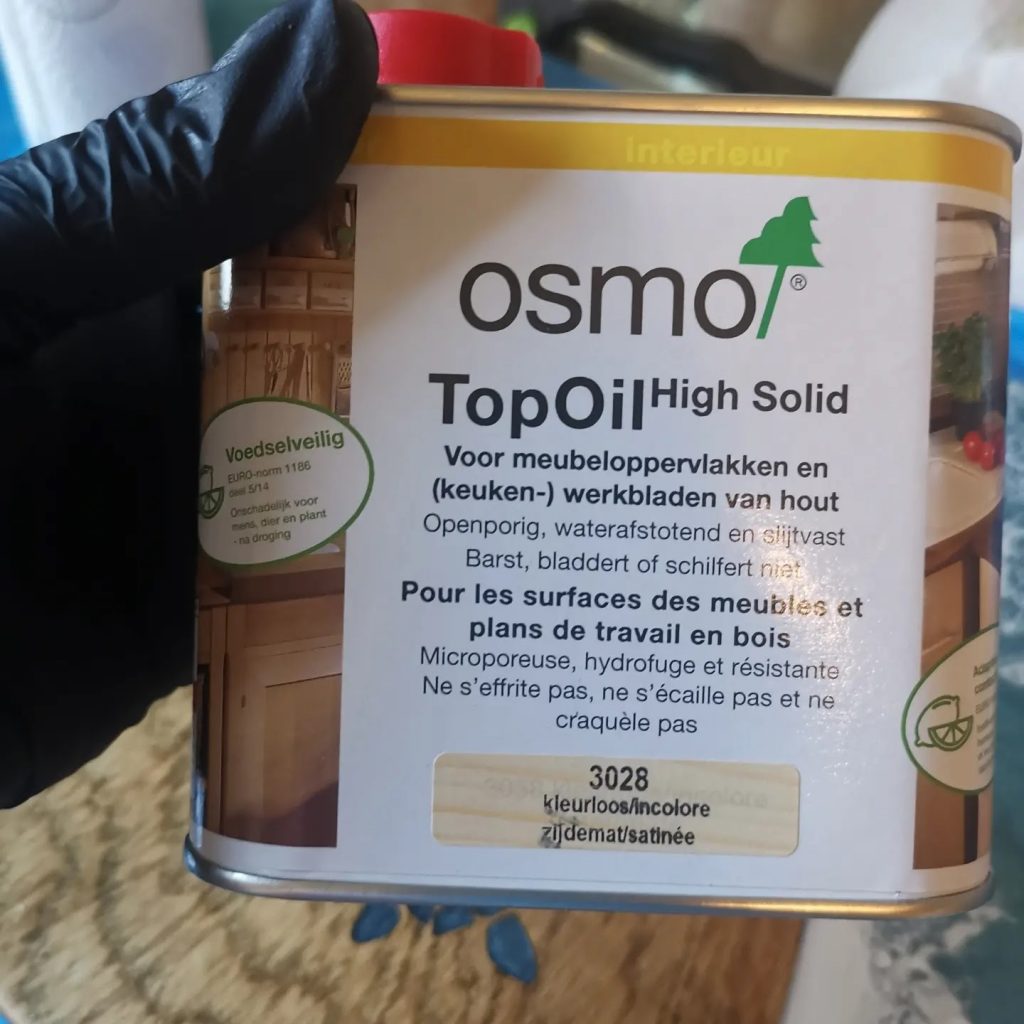 interieur
osmo®
TopOil High Solid
Voor meubeloppervlakken en
(keuken-) werkbladen van hout
Openporig, waterafstotend en slijtvast
Barst, bladdert of schilfert niet
Pour les surfaces des meubles et
plans de travail en bois
Microporeuse, hydrofuge et résistante
Ne s'effrite pas, ne s'écaille pas et ne
craquèle pas
3028
kleurloos/incolore
zijdemat/satinée
Voedselveilig
EURO-norm 1186
deel 5/14
Onschadelijk voor
mens, dier en plant
- na droging